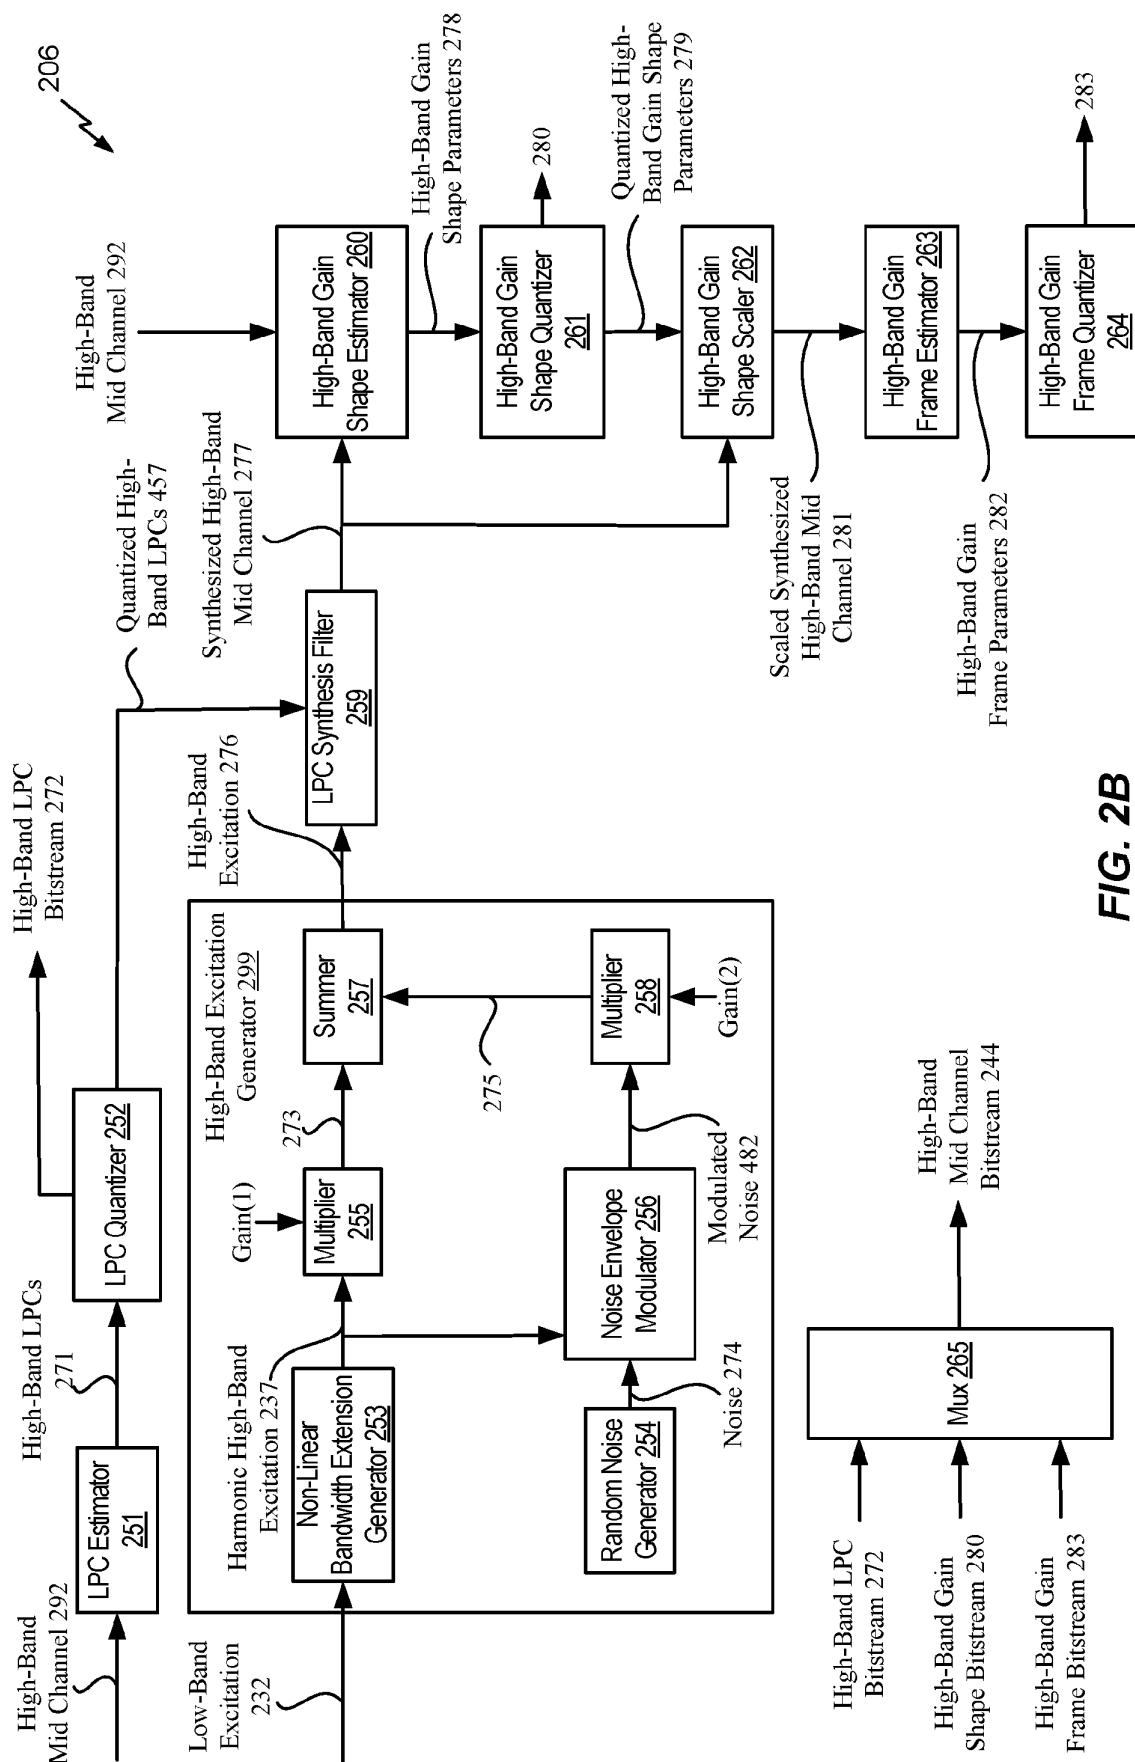 206
High-Band
Mid Channel 292
LPC Estimator
251
High-Band LPCs
271
LPC Quantizer 252
High-Band LPC
Bitstream 272
Quantized High-
Band LPCs 457
High-Band
Mid Channel 292
Low-Band
Excitation
232
High-Band Excitation
Generator 299
Non-Linear
Bandwidth Extension
Generator 253
Harmonic High-Band
Excitation 237
Gain(1)
Multiplier
255
273
Summer
257
High-Band
Excitation 276
LPC Synthesis Filter
259
Synthesized High-Band
Mid Channel 277
Random Noise
Generator 254
Noise 274
Noise Envelope
Modulator 256
Modulated
Noise 482
Multiplier
258
Gain(2)
275
High-Band Gain
Shape Estimator 260
High-Band Gain
Shape Parameters 278
High-Band Gain
Shape Quantizer
261
280
Quantized High-
Band Gain Shape
Parameters 279
High-Band Gain
Shape Scaler 262
Scaled Synthesized
High-Band Mid
Channel 281
High-Band Gain
Frame Estimator 263
High-Band Gain
Frame Parameters 282
High-Band Gain
Frame Quantizer
264
283
High-Band LPC
Bitstream 272
High-Band Gain
Shape Bitstream 280
High-Band Gain
Frame Bitstream 283
Mux 265
High-Band
Mid Channel
Bitstream 244
FIG. 2B